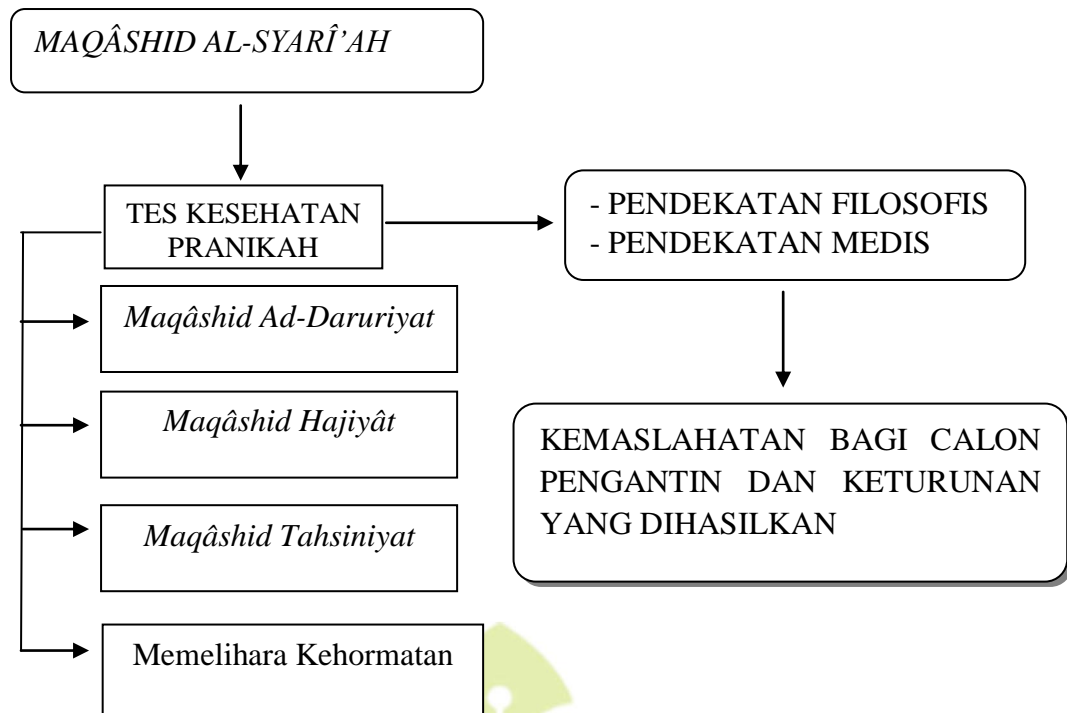 MAQÂSHID AL-SYARÎ’AH
TES KESEHATAN
PRANIKAH
- PENDEKATAN FILOSOFIS
- PENDEKATAN MEDIS
Maqâshid Ad-Daruriyat
Maqâshid Hajiyât
Maqâshid Tahsiniyat
Memelihara Kehormatan
KEMASLAHATAN BAGI CALON
PENGANTIN DAN KETURUNAN
YANG DIHASILKAN